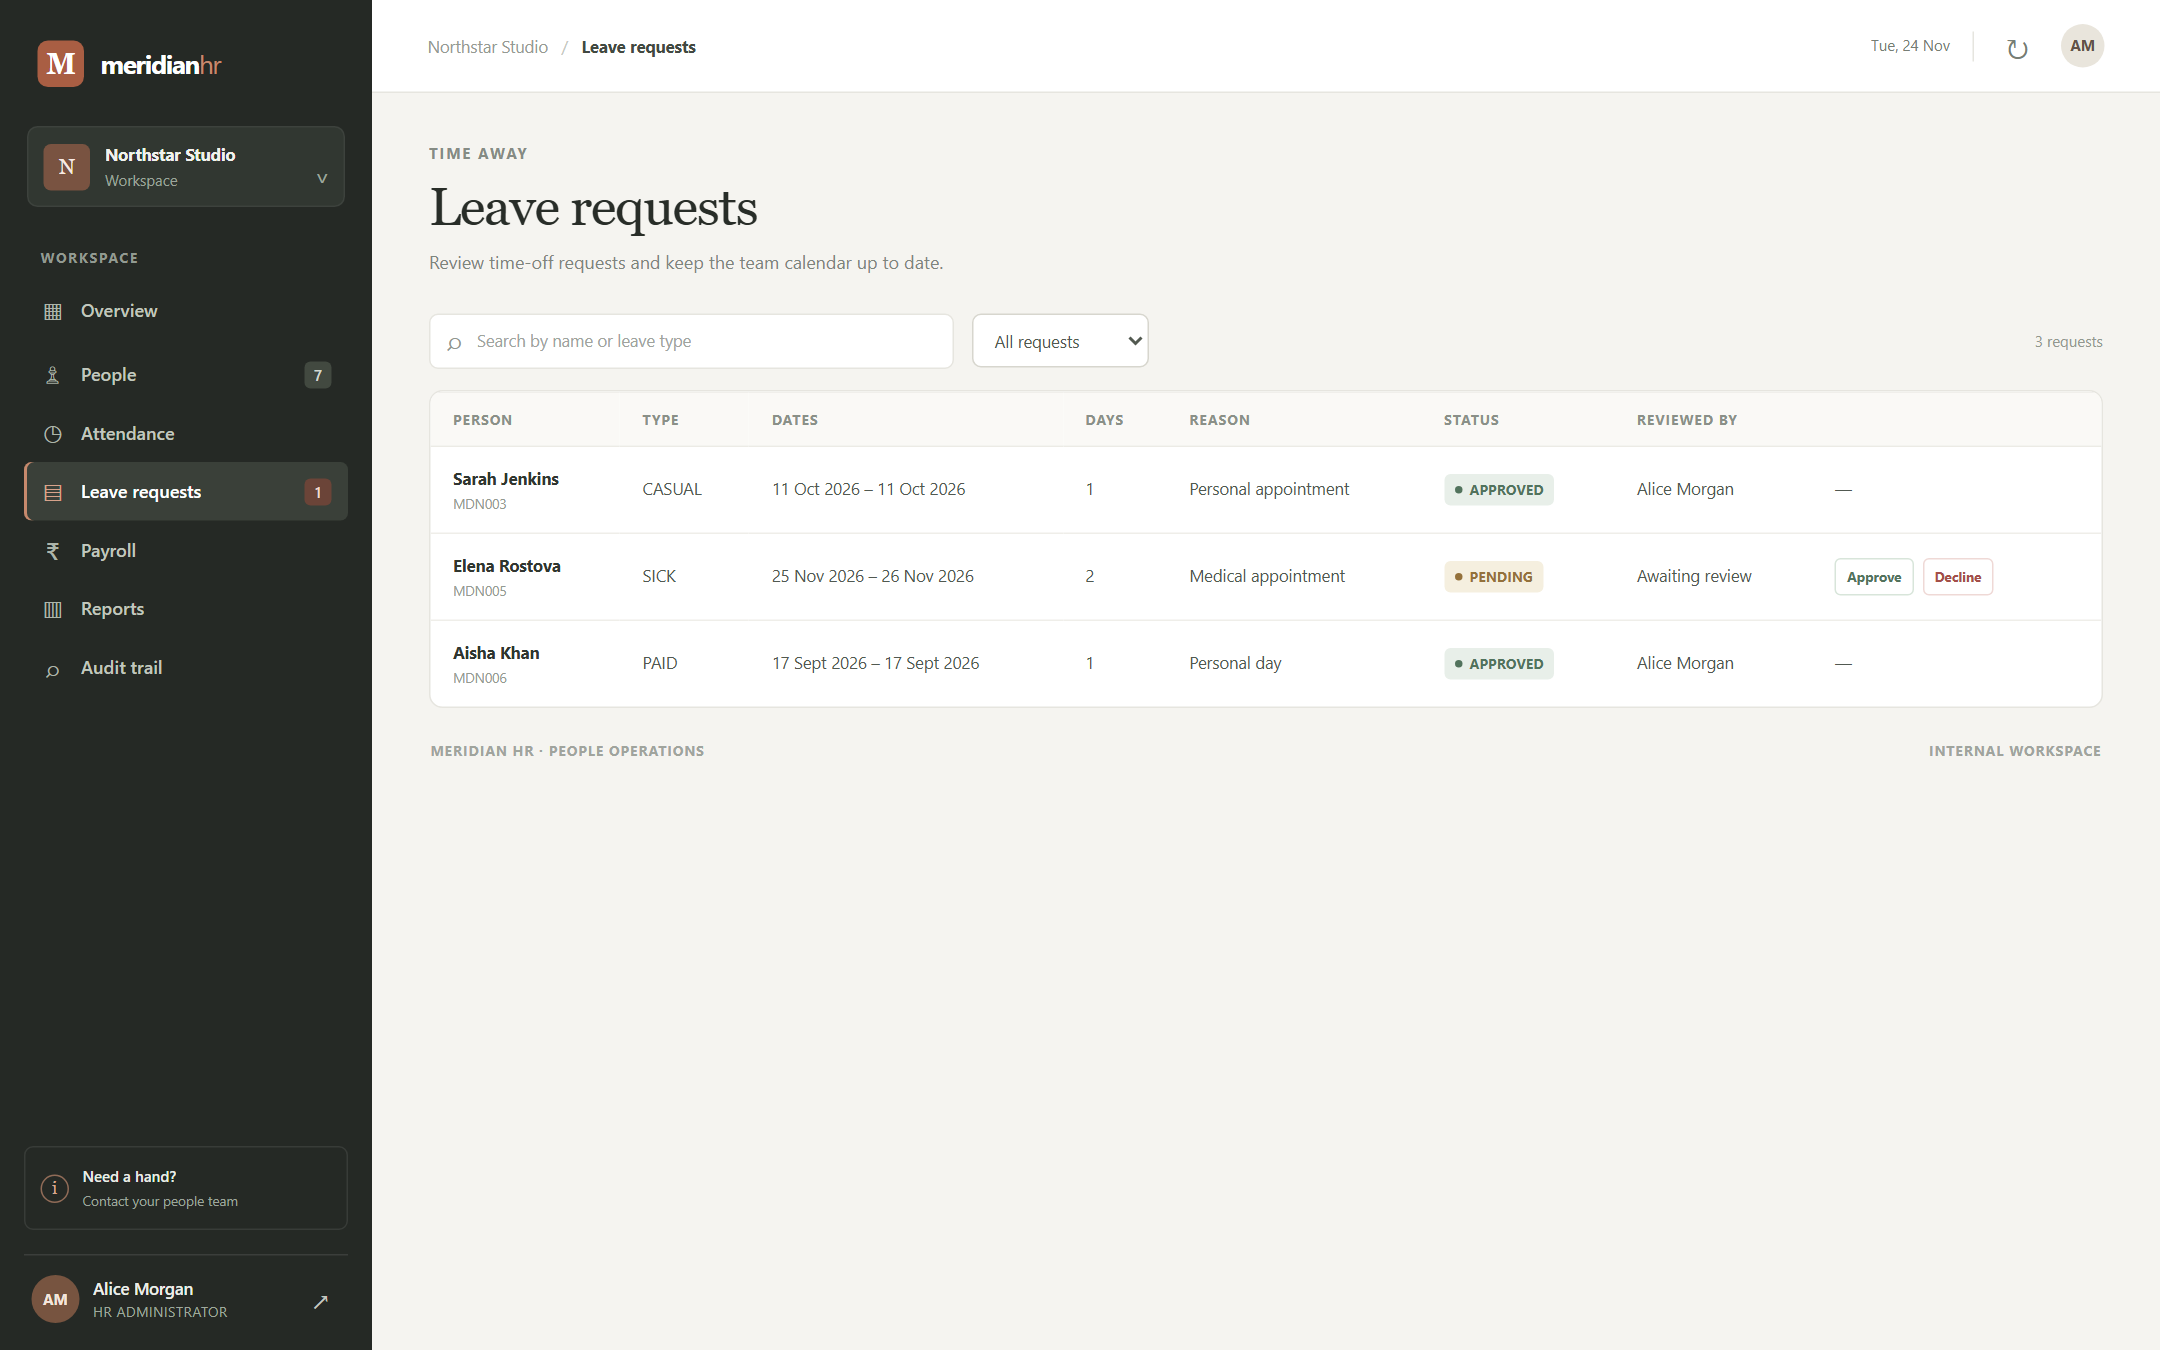 M meridianhr
N Northstar Studio
Workspace
WORKSPACE
Overview
People 7
Attendance
Leave requests 1
₹ Payroll
Reports
Audit trail
i Need a hand?
Contact your people team
AM Alice Morgan
HR ADMINISTRATOR
Northstar Studio / Leave requests
Tue, 24 Nov
AM
TIME AWAY
Leave requests
Review time-off requests and keep the team calendar up to date.
Search by name or leave type
All requests
3 requests
PERSON TYPE DATES DAYS REASON STATUS REVIEWED BY
Sarah Jenkins
MDN003
CASUAL 11 Oct 2026 – 11 Oct 2026 1 Personal appointment APPROVED Alice Morgan —
Elena Rostova
MDN005
SICK 25 Nov 2026 – 26 Nov 2026 2 Medical appointment PENDING Awaiting review Approve Decline
Aisha Khan
MDN006
PAID 17 Sept 2026 – 17 Sept 2026 1 Personal day APPROVED Alice Morgan —
MERIDIAN HR · PEOPLE OPERATIONS
INTERNAL WORKSPACE